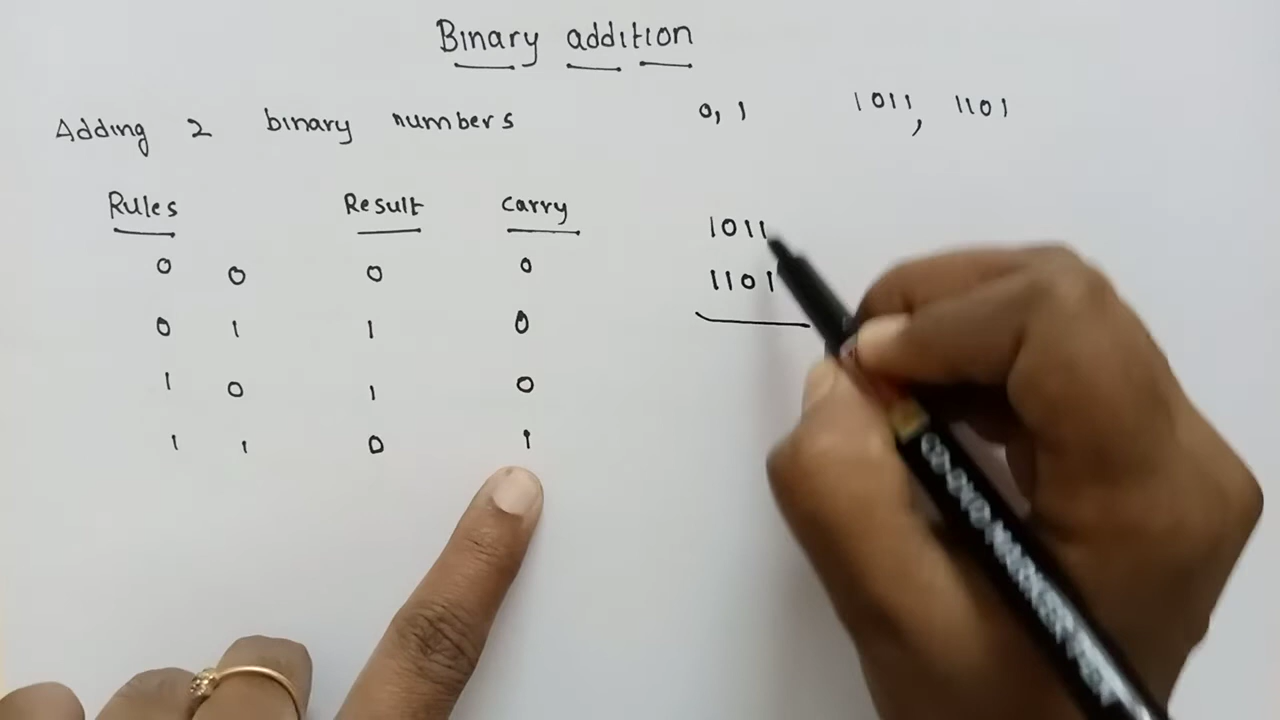 Binary addition
Adding 2 binary numbers 0, 1 1011, 1101
Rules Result Carry
0 0 0 0
0 1 1 0
1 0 1 0
1 1 0 1
1011
1101